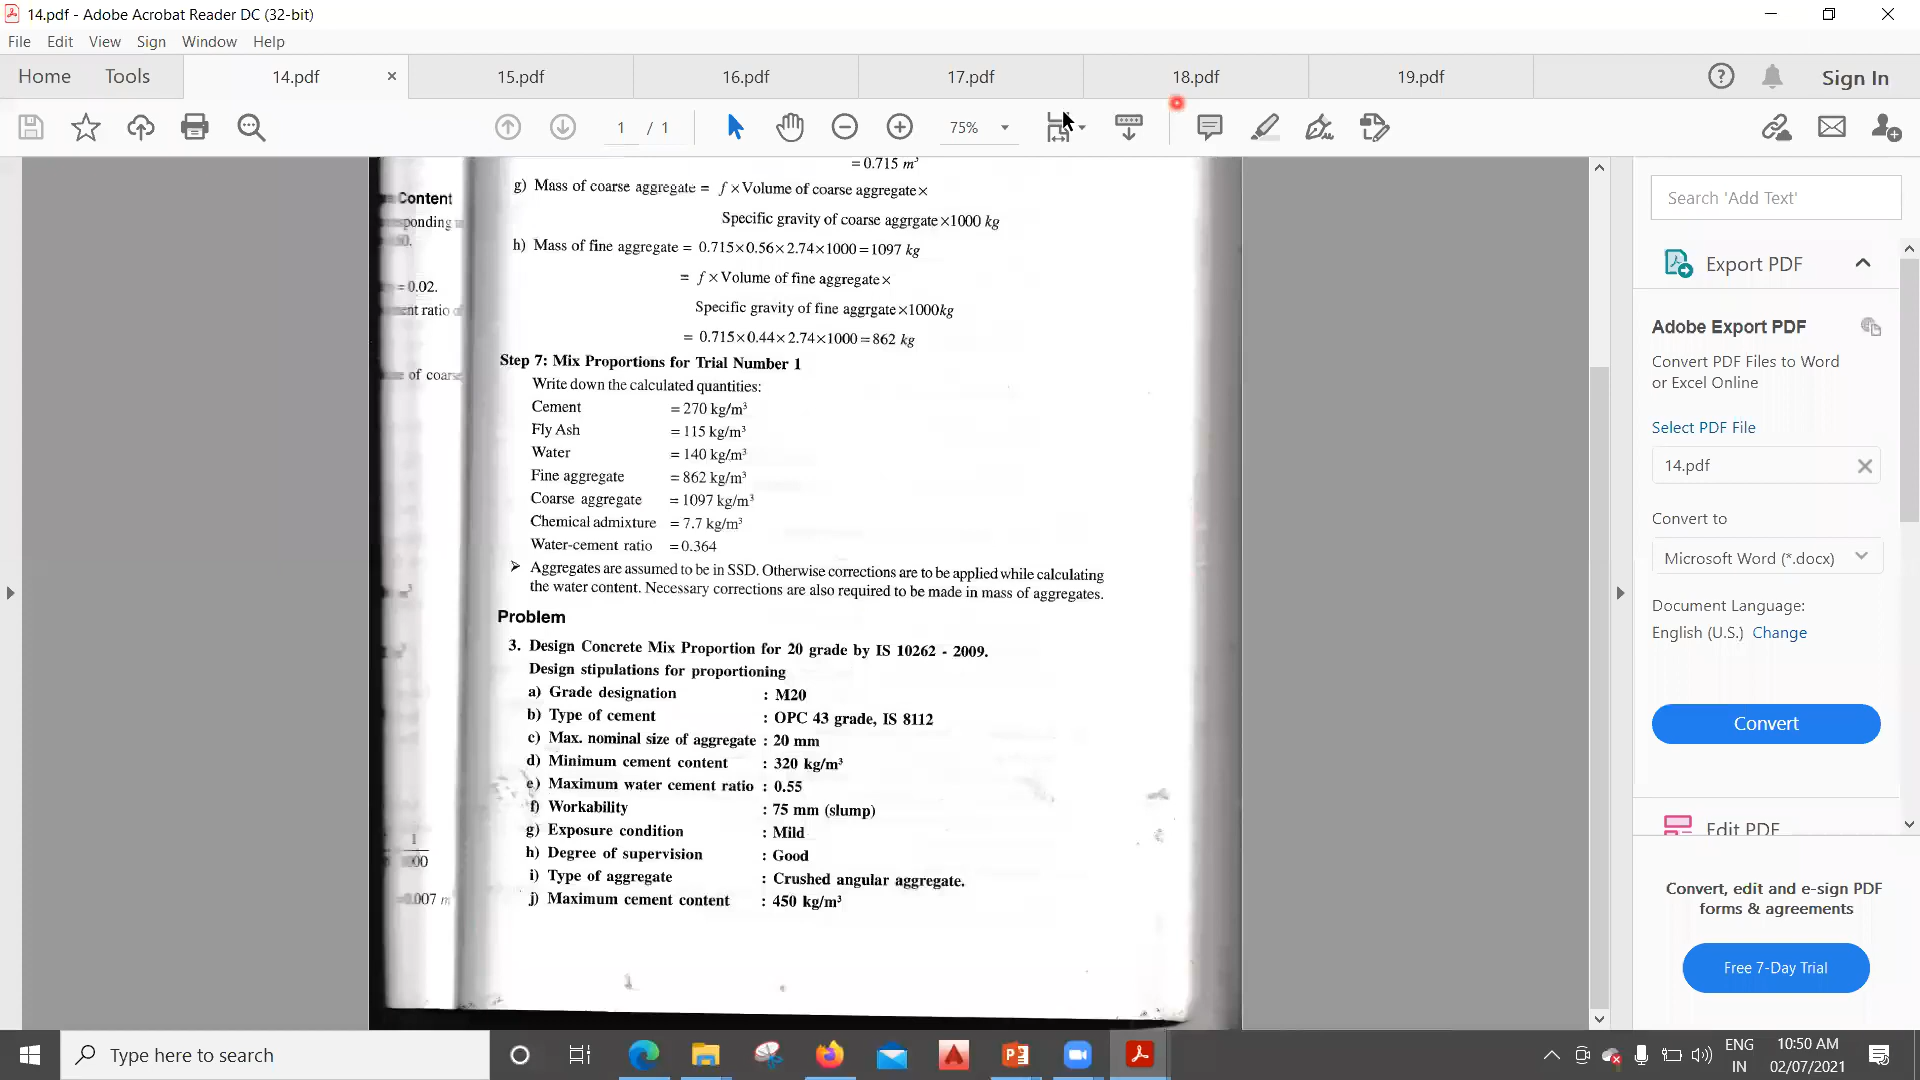 14.pdf - Adobe Acrobat Reader DC (32-bit)
File Edit View Sign Window Help
Home Tools 14.pdf × 15.pdf 16.pdf 17.pdf 18.pdf 19.pdf ? Sign In
1 / 1 75%
= 0.715 m³
g) Mass of coarse aggregate = f×Volume of coarse aggregate×
Specific gravity of coarse aggrgate×1000 kg
h) Mass of fine aggregate = 0.715×0.56×2.74×1000=1097 kg
= f×Volume of fine aggregate×
Specific gravity of fine aggrgate×1000kg
= 0.715×0.44×2.74×1000=862 kg
Step 7: Mix Proportions for Trial Number 1
Write down the calculated quantities:
Cement = 270 kg/m³
Fly Ash = 115 kg/m³
Water = 140 kg/m³
Fine aggregate = 862 kg/m³
Coarse aggregate = 1097 kg/m³
Chemical admixture = 7.7 kg/m³
Water-cement ratio = 0.364
➢ Aggregates are assumed to be in SSD. Otherwise corrections are to be applied while calculating
the water content. Necessary corrections are also required to be made in mass of aggregates.
Problem
3. Design Concrete Mix Proportion for 20 grade by IS 10262 - 2009.
Design stipulations for proportioning
a) Grade designation : M20
b) Type of cement : OPC 43 grade, IS 8112
c) Max. nominal size of aggregate : 20 mm
d) Minimum cement content : 320 kg/m³
e) Maximum water cement ratio : 0.55
f) Workability : 75 mm (slump)
g) Exposure condition : Mild
h) Degree of supervision : Good
i) Type of aggregate : Crushed angular aggregate.
j) Maximum cement content : 450 kg/m³
Content
= 0.02.
ratio
of coarse
1
0.007 m
Search 'Add Text'
Export PDF
Adobe Export PDF
Convert PDF Files to Word
or Excel Online
Select PDF File
14.pdf
Convert to
Microsoft Word (*.docx)
Document Language:
English (U.S.) Change
Convert
Edit PDF
Convert, edit and e-sign PDF
forms & agreements
Free 7-Day Trial
Type here to search
ENG
IN
10:50 AM
02/07/2021